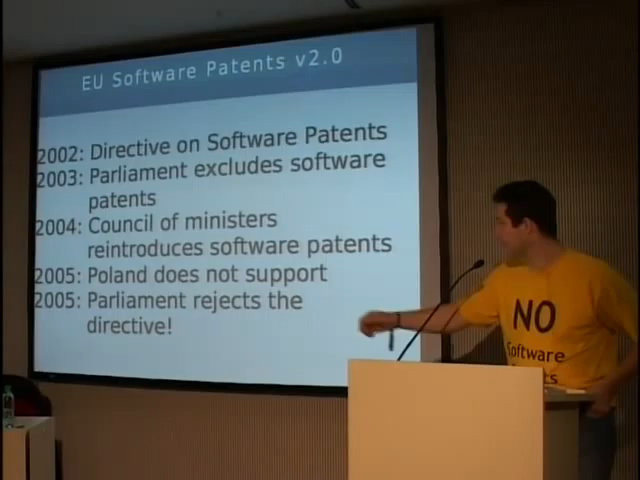 EU Software Patents v2.0
2002: Directive on Software Patents
2003: Parliament excludes software
patents
2004: Council of ministers
reintroduces software patents
2005: Poland does not support
2005: Parliament rejects the
directive!
NO
Software
ts